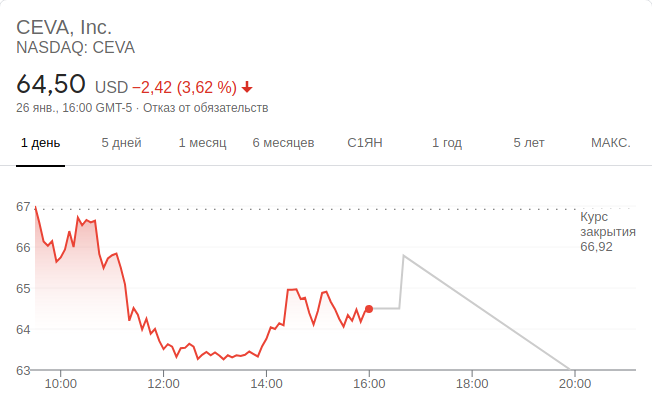 CEVA, Inc.
NASDAQ: CEVA
64,50 USD −2,42 (3,62 %)
26 янв., 16:00 GMT-5 · Отказ от обязательств
1 день 5 дней 1 месяц 6 месяцев С1ЯН 1 год 5 лет МАКС.
67
Курс
закрытия
66,92
66
65
64
63
10:00 12:00 14:00 16:00 18:00 20:00